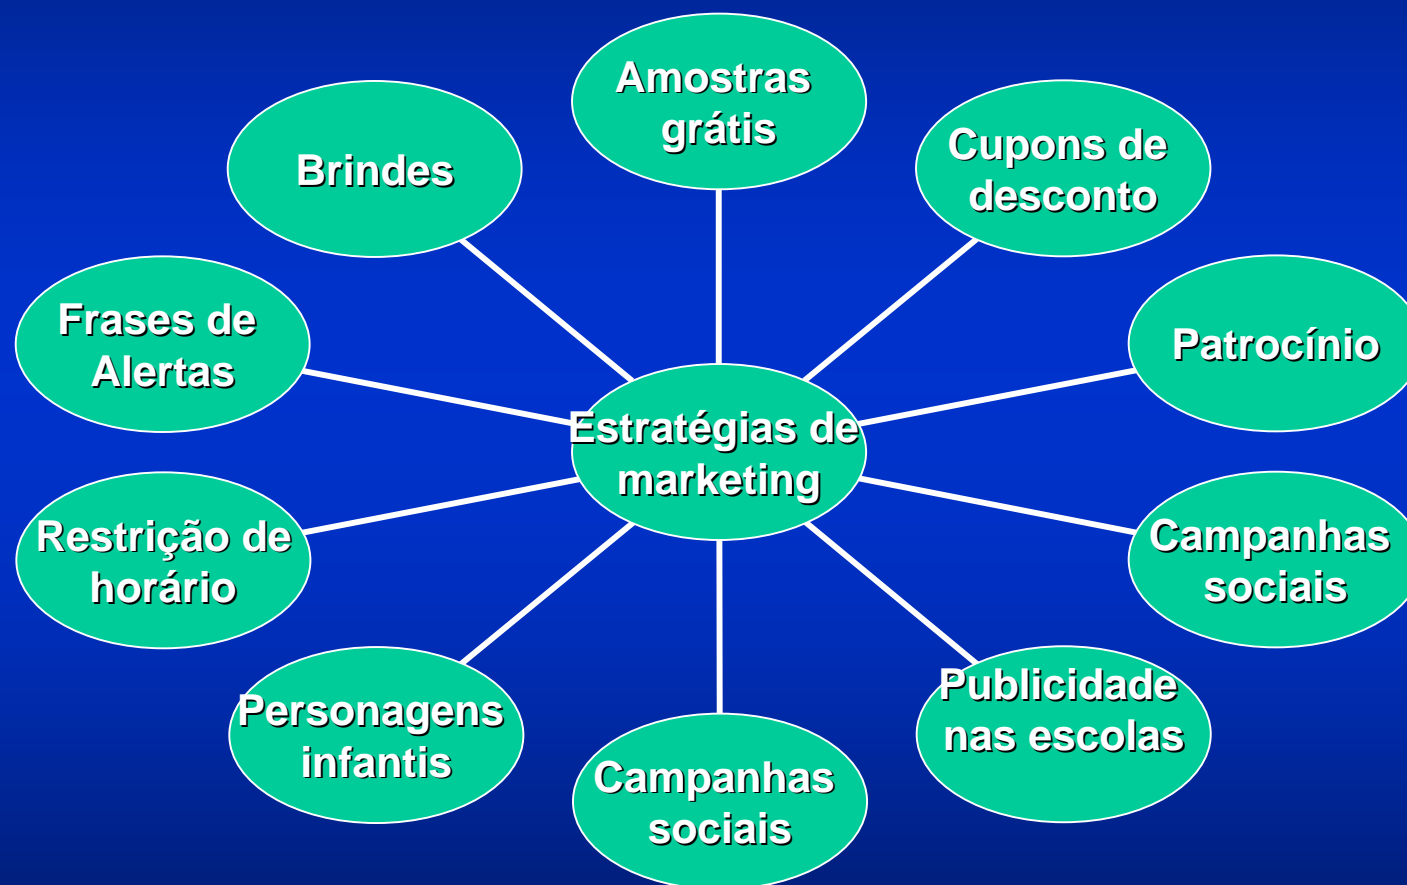 Amostras
grátis
Brindes
Cupons de
desconto
Frases de
Alertas
Patrocínio
Estratégias de
marketing
Restrição de
horário
Campanhas
sociais
Personagens
infantis
Publicidade
nas escolas
Campanhas
sociais